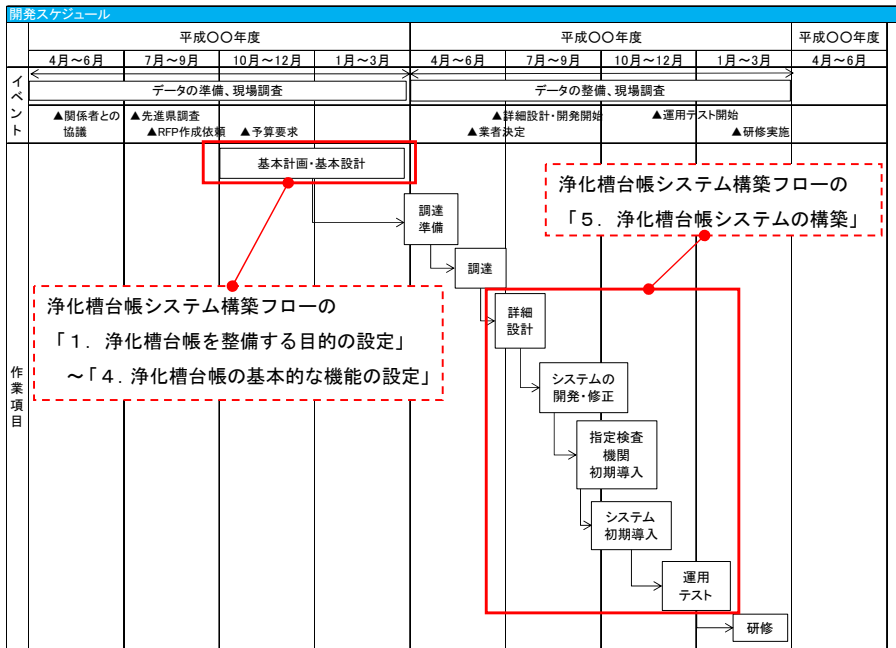 開発スケジュール
平成〇〇年度
平成〇〇年度
平成〇〇年度
4月～6月
7月～9月
10月～12月
1月～3月
4月～6月
7月～9月
10月～12月
1月～3月
4月～6月
イベント
データの準備、現場調査
データの整備、現場調査
▲関係者との
協議
▲先進県調査
▲RFP作成依頼
▲予算要求
▲詳細設計・開発開始
▲業者決定
▲運用テスト開始
▲研修実施
作業項目
基本計画・基本設計
調達
準備
調達
詳細
設計
システムの
開発・修正
指定検査
機関
初期導入
システム
初期導入
運用
テスト
研修
浄化槽台帳システム構築フローの
「５．浄化槽台帳システムの構築」
浄化槽台帳システム構築フローの
「１．浄化槽台帳を整備する目的の設定」
～「４．浄化槽台帳の基本的な機能の設定」